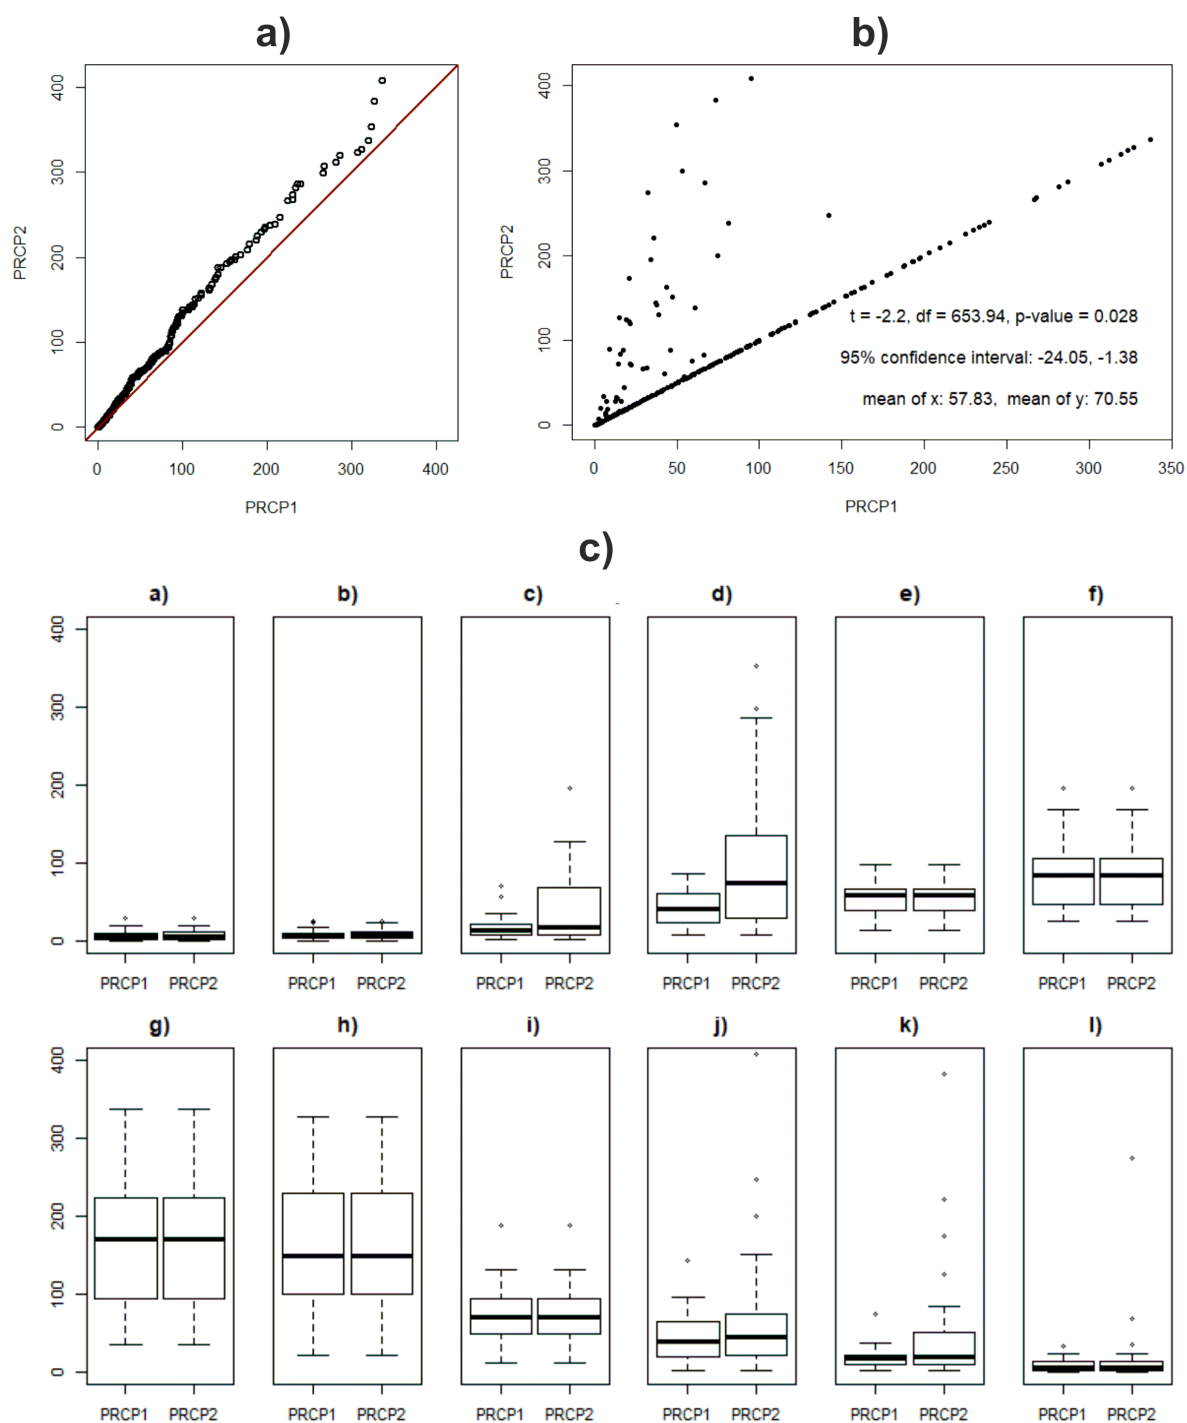 a)
b)
400
300
200
100
0
PRCP2
0 100 200 300 400
PRCP1
400
300
200
100
0
PRCP2
t = -2.2, df = 653.94, p-value = 0.028
95% confidence interval: -24.05, -1.38
mean of x: 57.83, mean of y: 70.55
0 50 100 150 200 250 300 350
PRCP1
c)
a) b) c) d) e) f)
400
300
200
100
0
PRCP1 PRCP2 PRCP1 PRCP2 PRCP1 PRCP2 PRCP1 PRCP2 PRCP1 PRCP2 PRCP1 PRCP2
g) h) i) j) k) l)
400
300
200
100
0
PRCP1 PRCP2 PRCP1 PRCP2 PRCP1 PRCP2 PRCP1 PRCP2 PRCP1 PRCP2 PRCP1 PRCP2